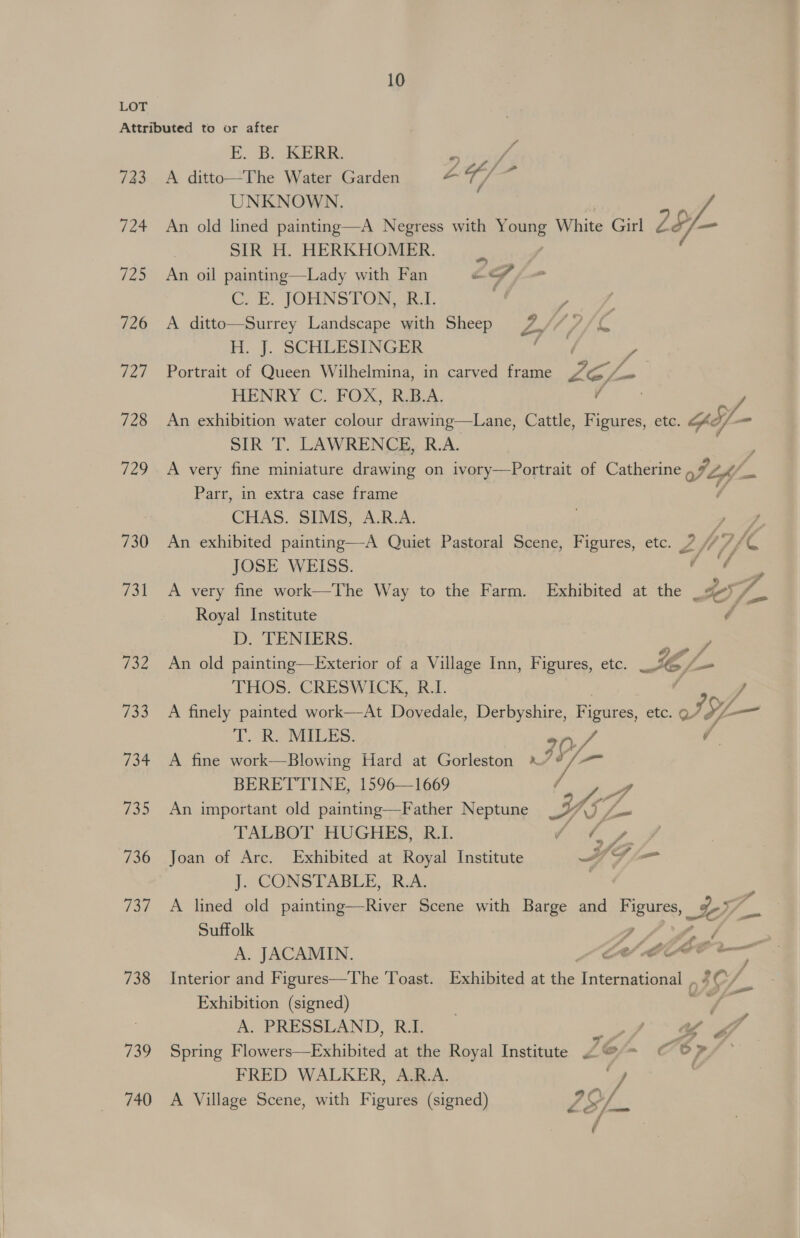 10
LOT
Attributed to or after
E. B. KERR.
723 A ditto—The Water Garden 24/-
UNKNOWN.
724 An old lined painting—A Negress with Young White Girl 28/-
SIR H. HERKHOMER.
725 An oil painting—Lady with Fan
C. E. JOHNSTON, R.I.
726 A ditto—Surrey Landscape with Sheep
H. J. SCHLESINGER
727 Portrait of Queen Wilhelmina, in carved frame 26/-
HENRY C. FOX, R.B.A.
728 An exhibition water colour drawing—Lane, Cattle, Figures, etc.
SIR T. LAWRENCE, R.A.
729 A very fine miniature drawing on ivory—Portrait of Catherine
Parr, in extra case frame
CHAS. SIMS, A.R.A.
730 An exhibited painting—A Quiet Pastoral Scene, Figures, etc.
JOSE WEISS.
731 A very fine work—The Way to the Farm. Exhibited at the
Royal Institute
D. TENIERS.
732 An old painting—Exterior of a Village Inn, Figures, etc.
THOS. CRESWICK, R.I.
733 A finely painted work—At Dovedale, Derbyshire, Figures, etc.
T. R. MILES.
734 A fine work—Blowing Hard at Gorleston
BERETTINE, 1596—1669
735 An important old painting—Father Neptune
TALBOT HUGHES, R.I.
736 Joan of Arc. Exhibited at Royal Institute
J. CONSTABLE, R.A.
737 A lined old painting—River Scene with Barge and Figures,
Suffolk
A. JACAMIN.
738 Interior and Figures—The Toast. Exhibited at the International
Exhibition (signed)
A. PRESSLAND, R.I.
739 Spring Flowers—Exhibited at the Royal Institute
FRED WALKER, A.R.A.
740 A Village Scene, with Figures (signed) 28/-